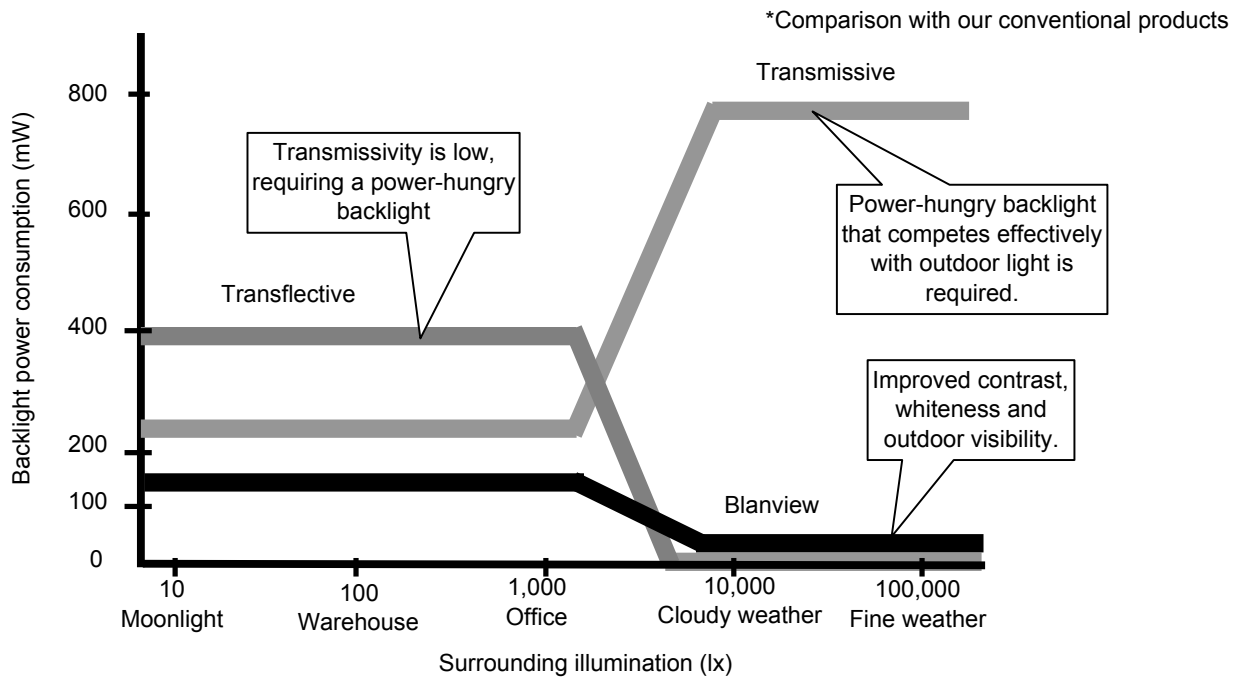 *Comparison with our conventional products
Transmissive
800
Transmissivity is low,
requiring a power-hungry
backlight
Power-hungry backlight
that competes effectively
with outdoor light is
required.
600
Transflective
400
Improved contrast,
whiteness and
outdoor visibility.
200
Blanview
100
0
Backlight power consumption (mW)
10
100
1,000
10,000
100,000
Moonlight
Warehouse
Office
Cloudy weather
Fine weather
Surrounding illumination (lx)